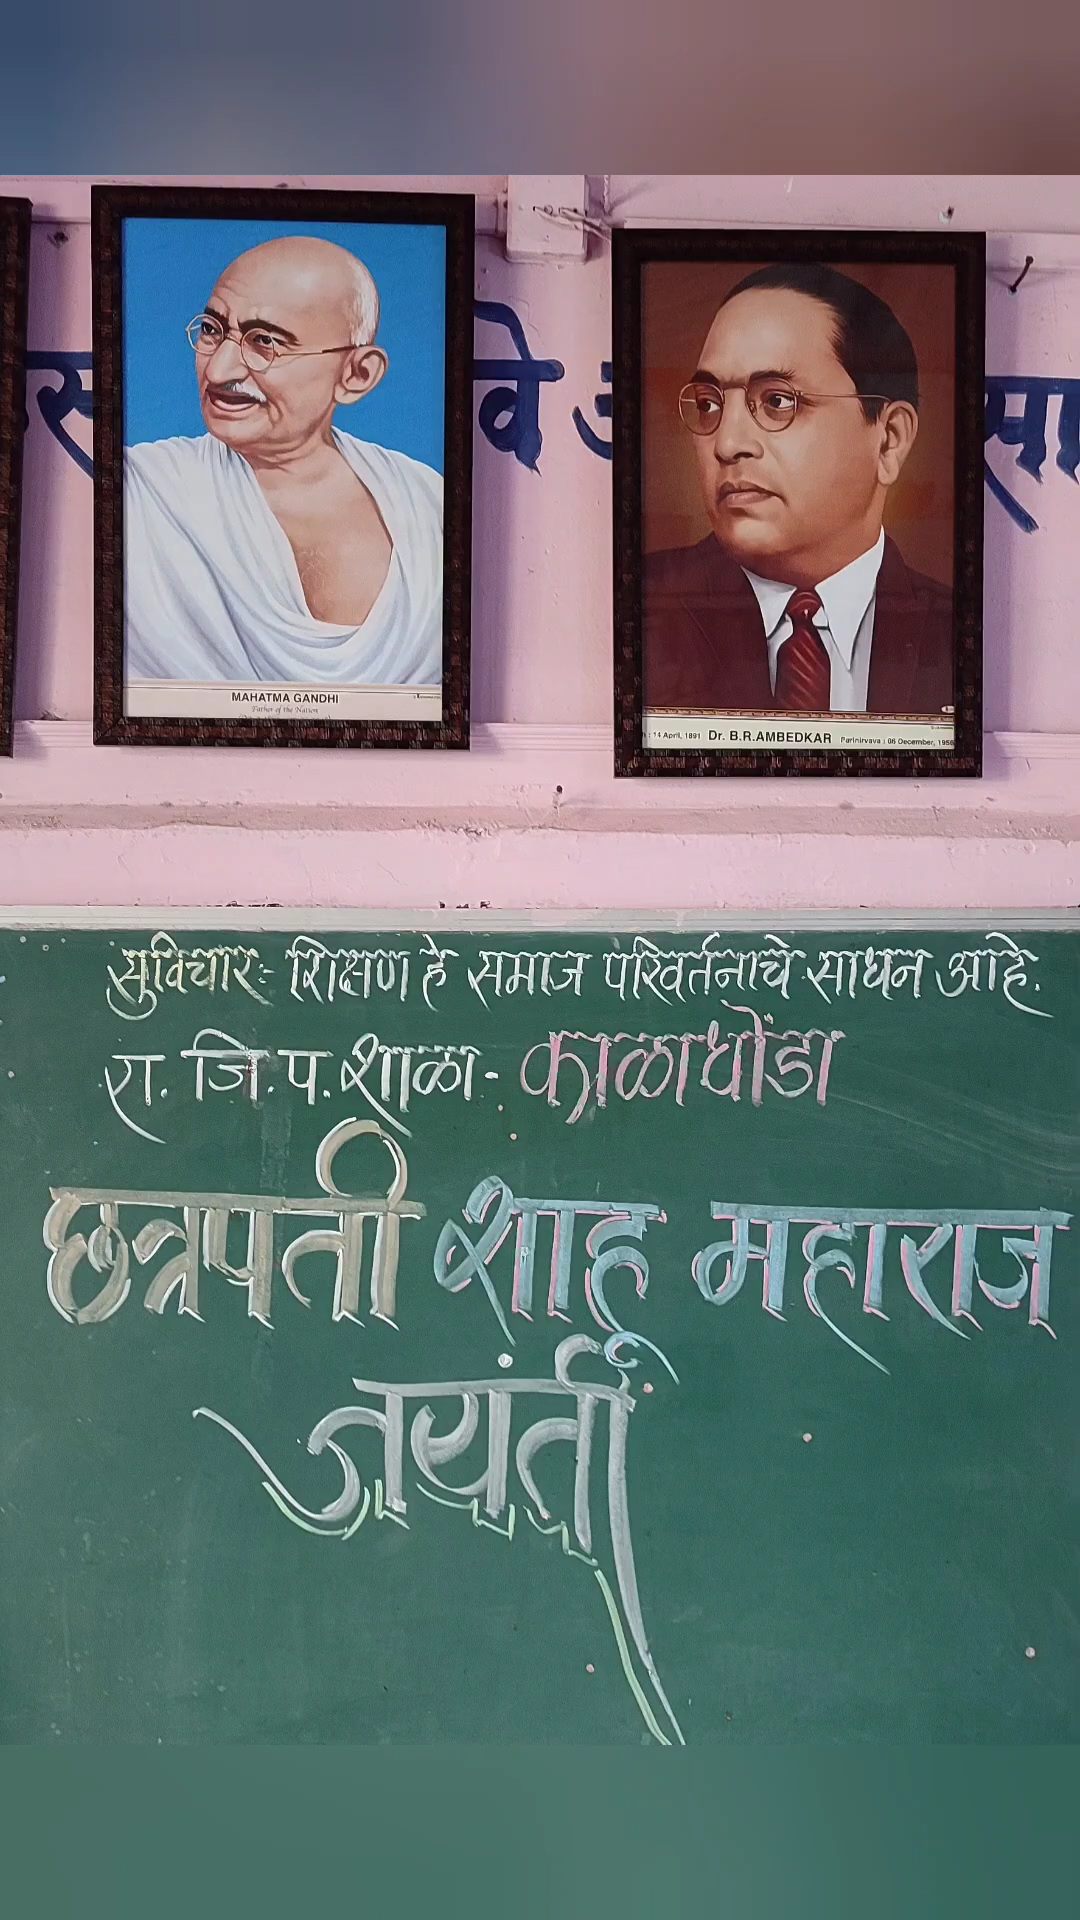 MAHATMA GANDHI
Father of the Nation
14 April, 1891 Dr. B.R.AMBEDKAR Parinirvava : 06 December, 1956
सुविचार:- शिक्षण हे समाज परिवर्तनाचे साधन आहे.
रा. जि. प. शाळा - काळाधोंडा
छत्रपती शाहू महाराज
जयंती